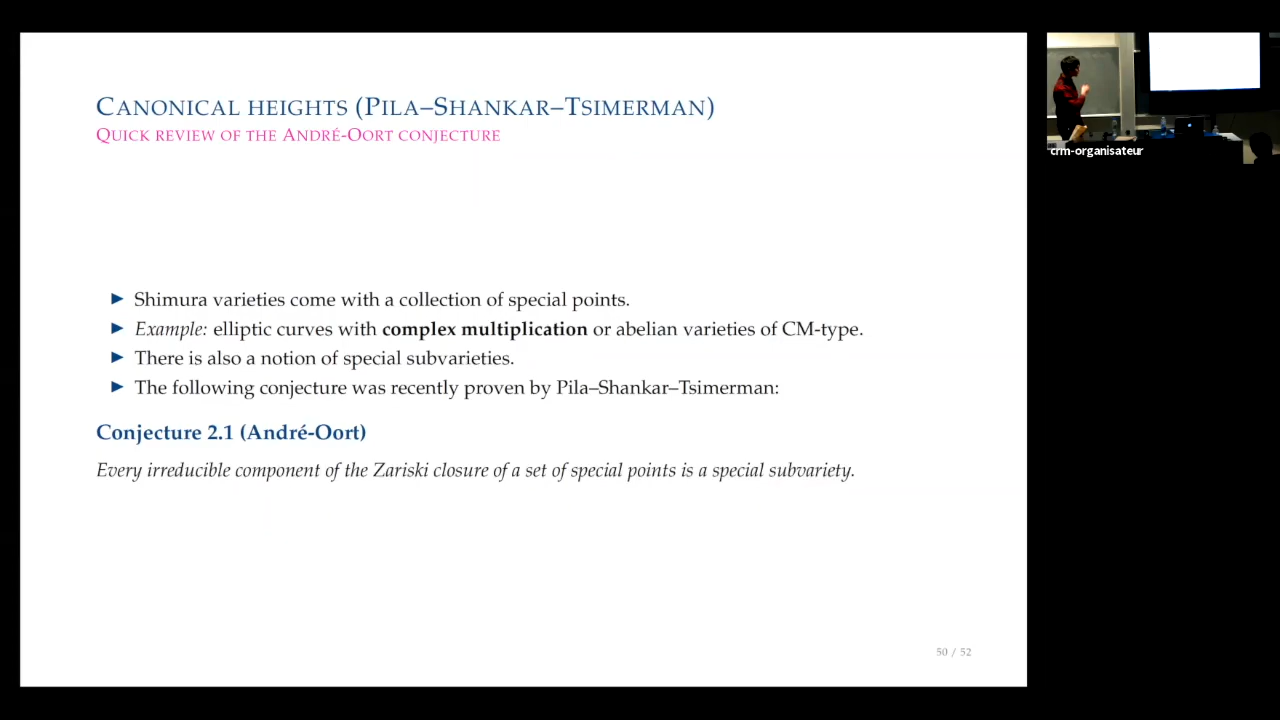 CANONICAL HEIGHTS (PILA–SHANKAR–TSIMERMAN)
QUICK REVIEW OF THE ANDRÉ-OORT CONJECTURE
► Shimura varieties come with a collection of special points.
► Example: elliptic curves with complex multiplication or abelian varieties of CM-type.
► There is also a notion of special subvarieties.
► The following conjecture was recently proven by Pila–Shankar–Tsimerman:
Conjecture 2.1 (André-Oort)
Every irreducible component of the Zariski closure of a set of special points is a special subvariety.
50 / 52
crm-organisateur